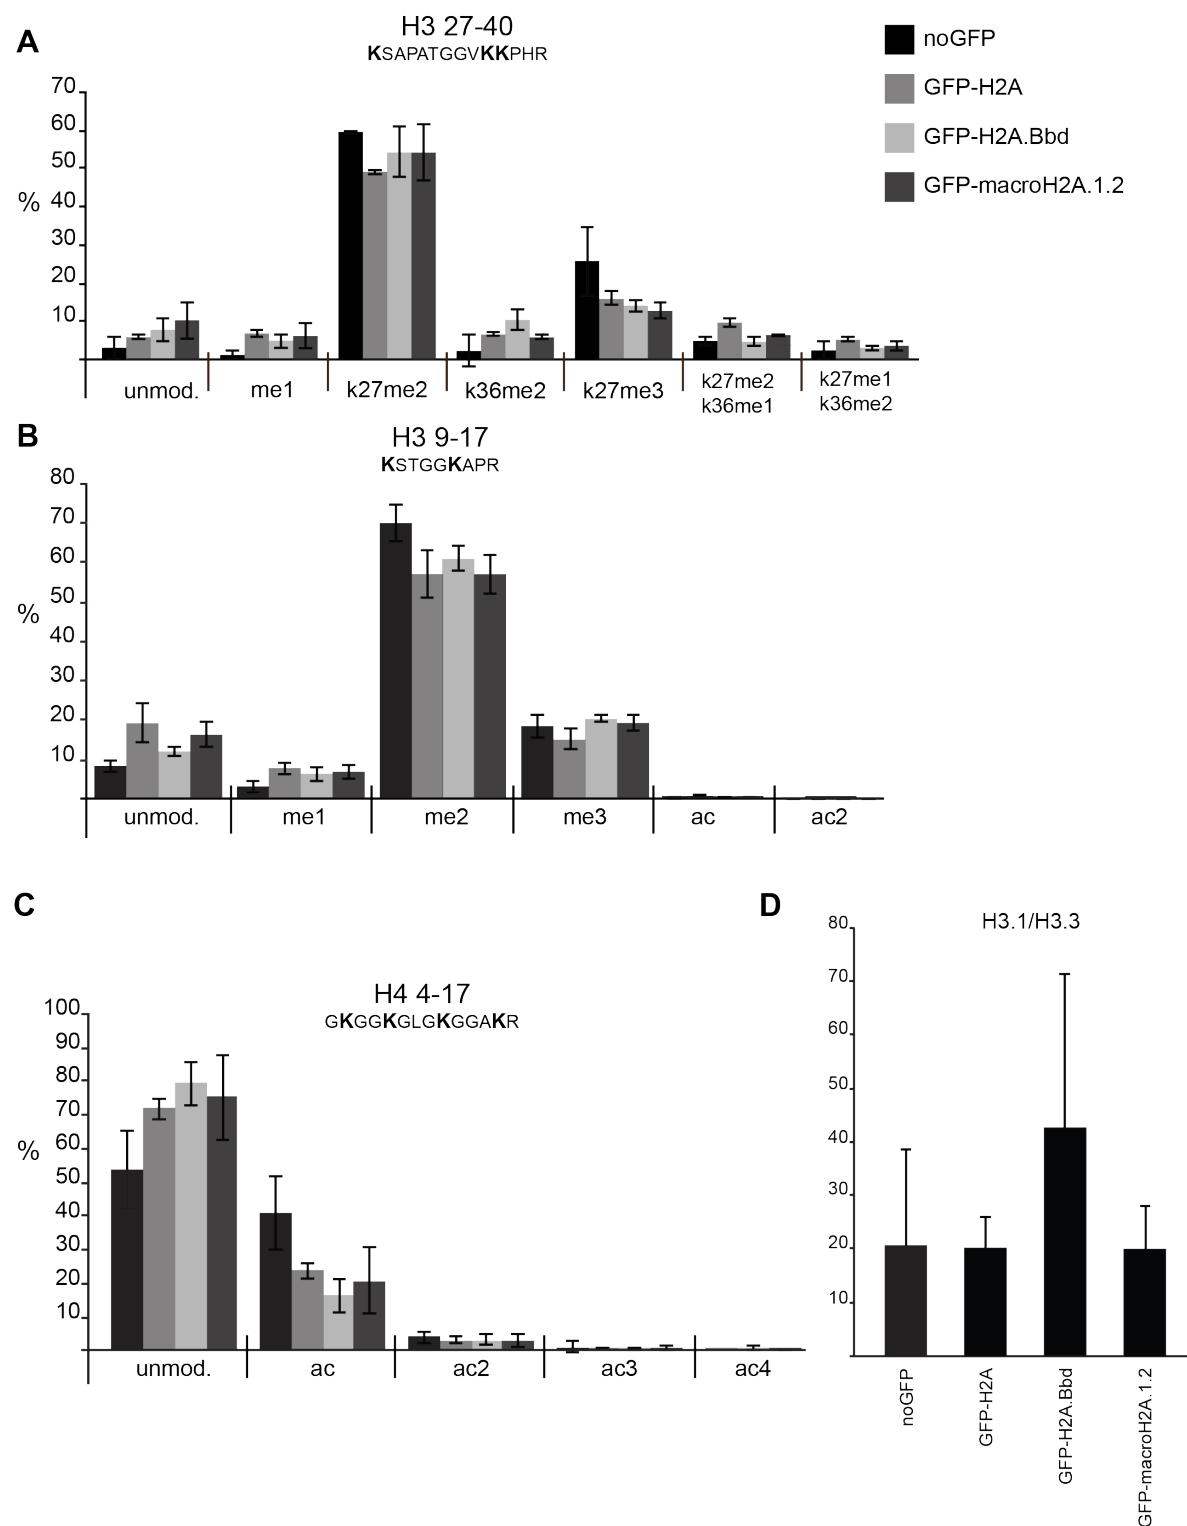 A
H3 27-40
KSAPATGGVKKPHR
noGFP
GFP-H2A
GFP-H2A.Bbd
GFP-macroH2A.1.2
70
60
50
%
40
30
20
10
unmod.
me1
k27me2
k36me2
k27me3
k27me2
k36me1
k27me1
k36me2
B
H3 9-17
KSTGGKAPR
80
70
60
50
%
40
30
20
10
unmod.
me1
me2
me3
ac
ac2
C
H4 4-17
GKGGKGLGKGGAKR
100
90
80
70
60
%
50
40
30
20
10
unmod.
ac
ac2
ac3
ac4
D
H3.1/H3.3
80
70
60
50
40
30
20
10
noGFP
GFP-H2A
GFP-H2A.Bbd
GFP-macroH2A.1.2